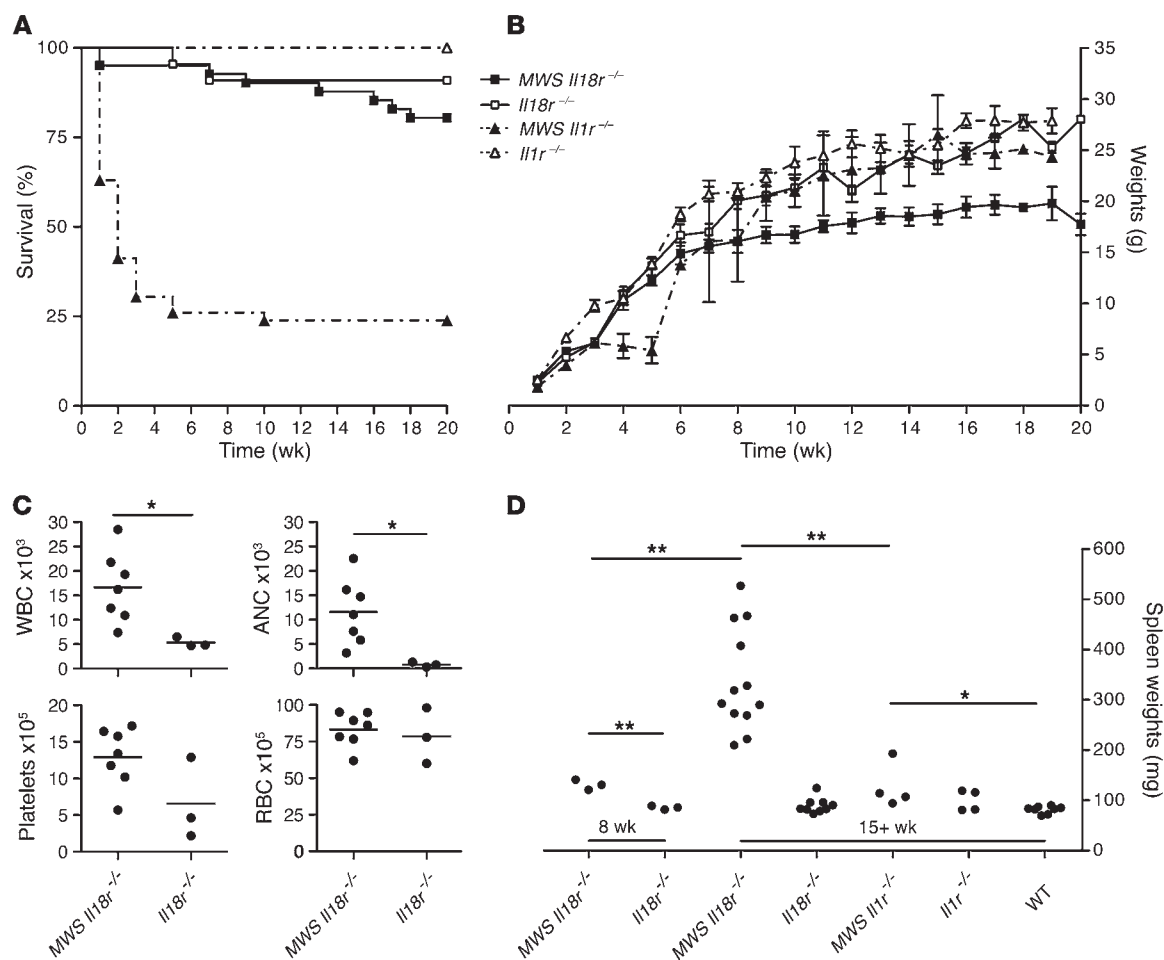 A
B
100
75
50
25
0
Survival (%)
0 2 4 6 8 10 12 14 16 18 20
Time (wk)
MWS Il18r -/-
Il18r -/-
MWS Il1r -/-
Il1r -/-
35
30
25
20
15
10
5
0
Weights (g)
0 2 4 6 8 10 12 14 16 18 20
Time (wk)
C
D
*
30
25
20
15
10
5
0
WBC x10³
*
30
25
20
15
10
5
0
ANC x10³
20
15
10
5
0
Platelets x10⁵
MWS Il18r -/-
Il18r -/-
100
75
50
25
0
RBC x10⁵
MWS Il18r -/-
Il18r -/-
**
**
**
*
600
500
400
300
200
100
0
Spleen weights (mg)
8 wk
15+ wk
MWS Il18r -/-
Il18r -/-
MWS Il18r -/-
Il18r -/-
MWS Il1r -/-
Il1r -/-
WT